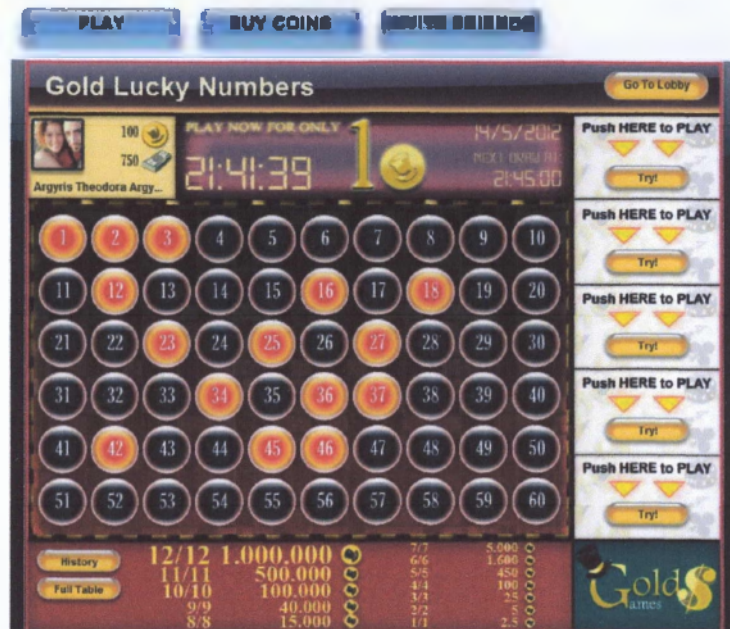 PLAY BUY COINS INVITE FRIENDS
Gold Lucky Numbers
Go To Lobby
100
750
Argyris Theodora Argy...
PLAY NOW FOR ONLY
1
21:41:39
14/5/2012
NEXT DRAW AT
21:45:00
Push HERE to PLAY
Try!
Push HERE to PLAY
Try!
Push HERE to PLAY
Try!
Push HERE to PLAY
Try!
Push HERE to PLAY
Try!
1 2 3 4 5 6 7 8 9 10
11 12 13 14 15 16 17 18 19 20
21 22 23 24 25 26 27 28 29 30
31 32 33 34 35 36 37 38 39 40
41 42 43 44 45 46 47 48 49 50
51 52 53 54 55 56 57 58 59 60
History
Full Table
12/12 1.000.000
11/11 500.000
10/10 100.000
9/9 40.000
8/8 15.000
7/7 5.000
6/6 1.600
5/5 450
4/4 100
3/3 25
2/2 5
1/1 2.5
Gold$
Games